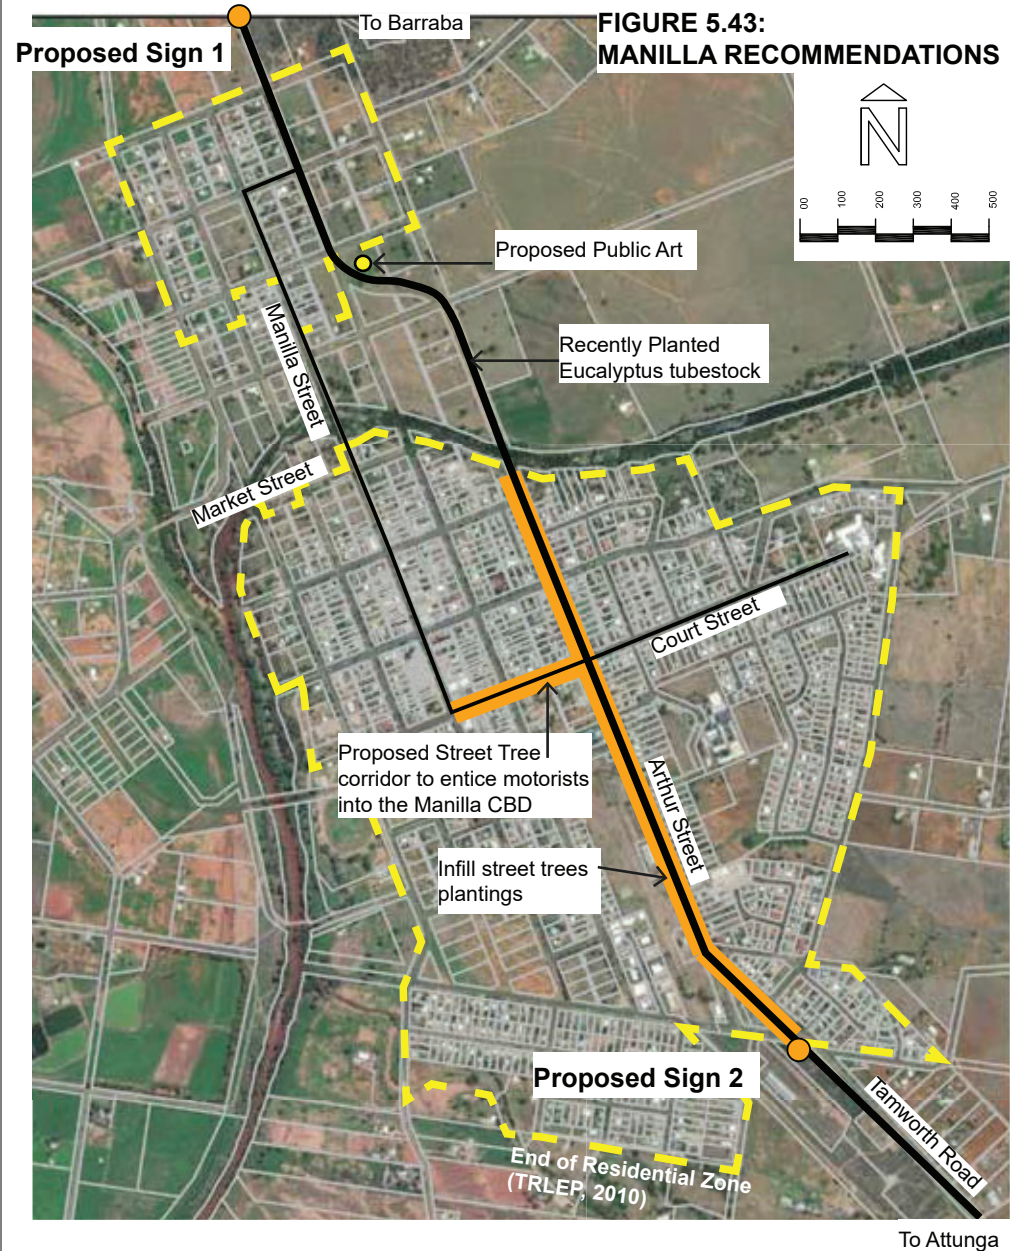 To Barraba
FIGURE 5.43:
MANILLA RECOMMENDATIONS
Proposed Sign 1
N
00
100
200
300
400
500
Proposed Public Art
Recently Planted
Eucalyptus tubestock
Manilla Street
Market Street
Court Street
Proposed Street Tree
corridor to entice motorists
into the Manilla CBD
Arthur Street
Infill street trees
plantings
Proposed Sign 2
Tamworth Road
End of Residential Zone
(TRLEP, 2010)
To Attunga